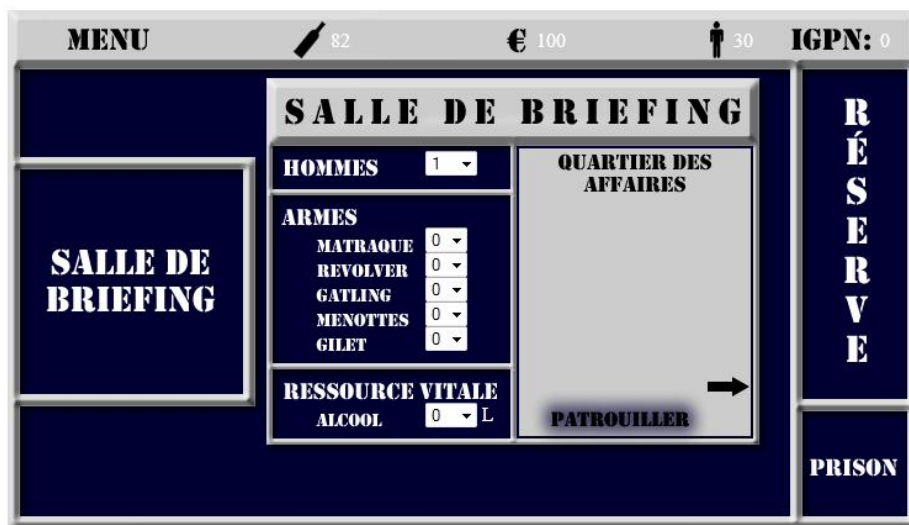 MENU 82 € 100 30 IGPN: 0
SALLE DE BRIEFING
SALLE DE
BRIEFING
HOMMES 1
ARMES
MATRAQUE 0
REVOLVER 0
GATLING 0
MENOTTES 0
GILET 0
RESSOURCE VITALE
ALCOOL 0 L
QUARTIER DES
AFFAIRES
PATROUILLER
RÉSERVE
PRISON